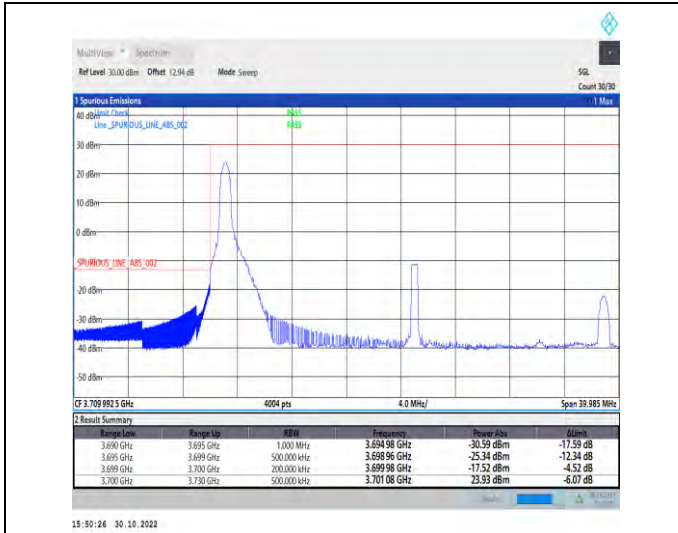 MultiView Spectrum
Ref Level 30.00 dBm Offset 12.94 dB Mode Sweep SGL
Count 30/30
1 Spurious Emissions 1 Max
40 dBm Limit Check PASS
Line _SPURIOUS_LINE_ABS_002 PASS
30 dBm
20 dBm
10 dBm
0 dBm
_SPURIOUS_LINE_ABS_002
-20 dBm
-30 dBm
-40 dBm
-50 dBm
CF 3.709 992 5 GHz 4004 pts 4.0 MHz/ Span 39.985 MHz
2 Result Summary
Range Low Range Up RBW Frequency Power Abs ΔLimit
3.690 GHz 3.695 GHz 1.000 MHz 3.694 98 GHz -30.59 dBm -17.59 dB
3.695 GHz 3.699 GHz 500.000 kHz 3.698 96 GHz -25.34 dBm -12.34 dB
3.699 GHz 3.700 GHz 200.000 kHz 3.699 98 GHz -17.52 dBm -4.52 dB
3.700 GHz 3.730 GHz 500.000 kHz 3.701 08 GHz 23.93 dBm -6.07 dB
15:50:26 30.10.2022